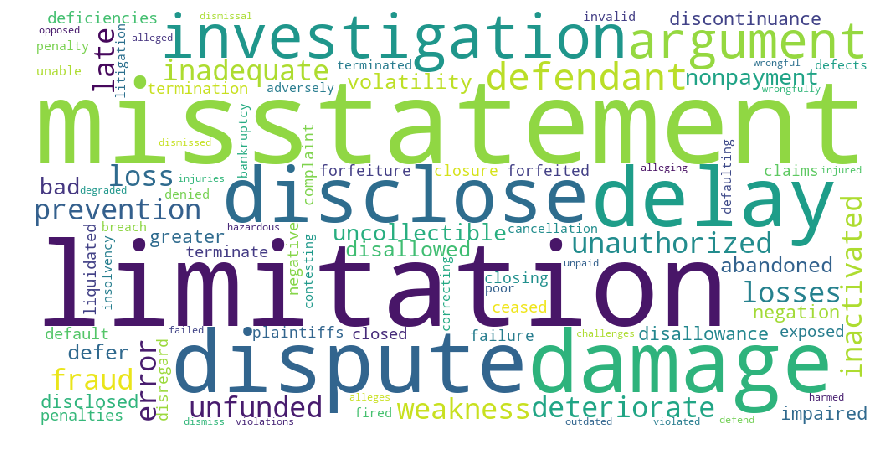 deficiencies
dismissal
invalid
discontinuance
opposed
alleged
litigation
late
investigation
argument
penalty
inadequate
terminated
defendant
nonpayment
wrongful
defects
unable
termination
adversely
volatility
wrongfully
misstatement
dismissed
bankruptcy
complaint
loss
injuries
forfeiture
closure
forfeited
alleging
defaulting
claims
injured
bad
degraded
denied
disclose
delay
prevention
breach
hazardous
uncollectible
cancellation
inactivated
liquidated
insolvency
greater
terminate
negative
contesting
disallowed
unauthorized
abandoned
limitation
correcting
closing
unpaid
poor
losses
ceased
negation
default
failed
plaintiffs
closed
failure
challenges
disallowance
exposed
defer
error
disregard
dispute
damage
fraud
disclosed
penalties
unfunded
alleges
fired
weakness
deteriorate
harmed
impaired
dismiss
violations
outdated
violated
defend